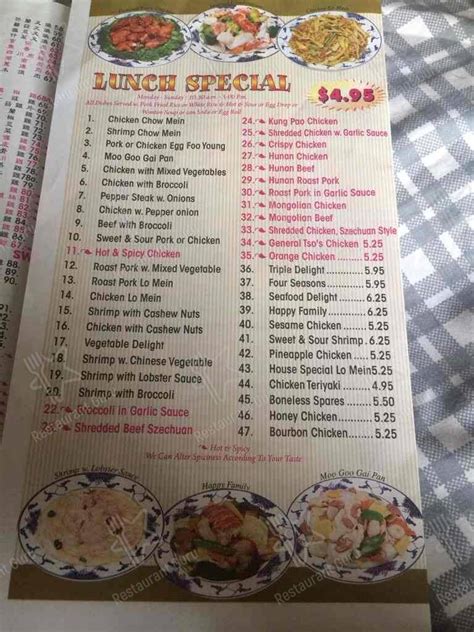 LUNCH SPECIAL
$4.95
All Dishes Served w. Pork Fried Rice or White Rice & Hot & Sour or Egg Drop or
Wonton Soup or can Soda or Egg Roll
1. Chicken Chow Mein
2. Shrimp Chow Mein
3. Pork or Chicken Egg Foo Young
4. Moo Goo Gai Pan
5. Chicken with Mixed Vegetables
6. Chicken with Broccoli
7. Pepper Steak w. Onions
8. Chicken w. Pepper onion
9. Beef with Broccoli
10. Sweet & Sour Pork or Chicken
11. Hot & Spicy Chicken
12. Roast Pork w. Mixed Vegetable
13. Roast Pork Lo Mein
14. Chicken Lo Mein
15. Shrimp with Cashew Nuts
16. Chicken with Cashew Nuts
17. Vegetable Delight
18. Shrimp w. Chinese Vegetable
19. Shrimp with Lobster Sauce
20. Shrimp with Broccoli
22. Broccoli in Garlic Sauce
23. Shredded Beef Szechuan
24. Kung Pao Chicken
25. Shredded Chicken w. Garlic Sauce
26. Crispy Chicken
27. Hunan Chicken
28. Hunan Beef
29. Hunan Roast Pork
30. Roast Pork in Garlic Sauce
31. Mongolian Chicken
32. Mongolian Beef
33. Shredded Chicken, Szechuan Style
34. General Tso's Chicken 5.25
35. Orange Chicken 5.25
36. Triple Delight 5.95
37. Four Seasons 5.95
38. Seafood Delight 6.25
39. Happy Family 6.25
40. Sesame Chicken 5.25
41. Sweet & Sour Shrimp 6.25
42. Pineapple Chicken 5.25
43. House Special Lo Mein 5.25
44. Chicken Teriyaki 5.25
45. Boneless Spares 5.50
46. Honey Chicken 5.25
47. Bourbon Chicken 5.25
Hot & Spicy
We Can Alter Spiciness According To Your Taste
Shrimp w. Lobster Sauce
Happy Family
Moo Goo Gai Pan